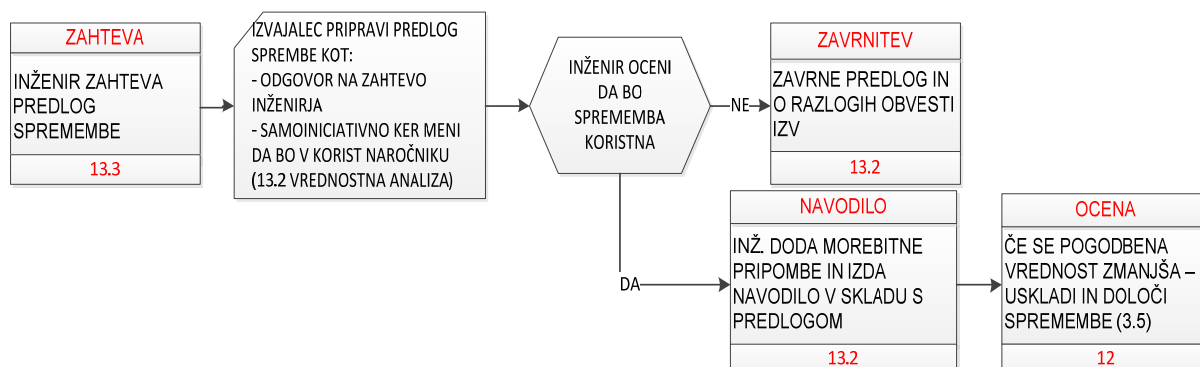 ZAHTEVA
INŽENIR ZAHTEVA
PREDLOG
SPREMEMBE
13.3
IZVAJALEC PRIPRAVI PREDLOG
SPREMBE KOT:
- ODGOVOR NA ZAHTEVO
INŽENIRJA
- SAMOINICIATIVNO KER MENI
DA BO V KORIST NAROČNIKU
(13.2 VREDNOSTNA ANALIZA)
INŽENIR OCENI
DA BO
SPREMEMBA
KORISTNA
NE
ZAVRNITEV
ZAVRNE PREDLOG IN
O RAZLOGIH OBVESTI
IZV
13.2
DA
NAVODILO
INŽ. DODA MOREBITNE
PRIPOMBE IN IZDA
NAVODILO V SKLADU S
PREDLOGOM
13.2
OCENA
ČE SE POGODBENA
VREDNOST ZMANJŠA –
USKLADI IN DOLOČI
SPREMEMBE (3.5)
12